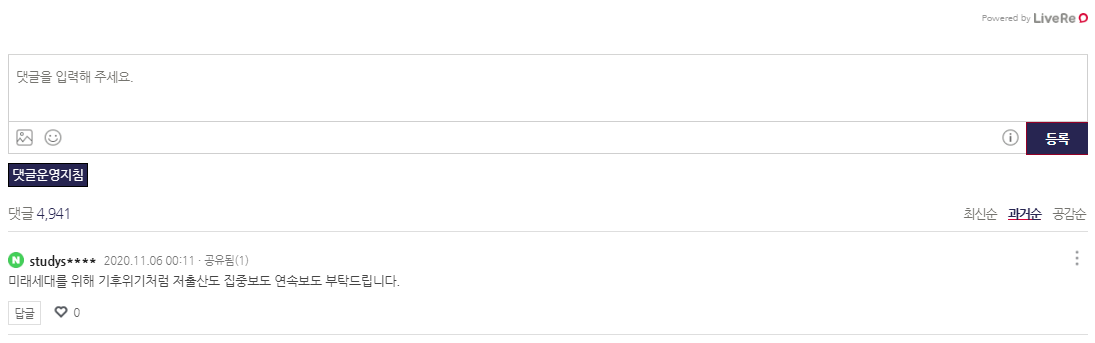 Powered by LiveRe
댓글을 입력해 주세요.
등록
댓글운영지침
댓글 4,941
최신순 과거순 공감순
N studys**** 2020.11.06 00:11 · 공유됨(1)
미래세대를 위해 기후위기처럼 저출산도 집중보도 연속보도 부탁드립니다.
답글 0